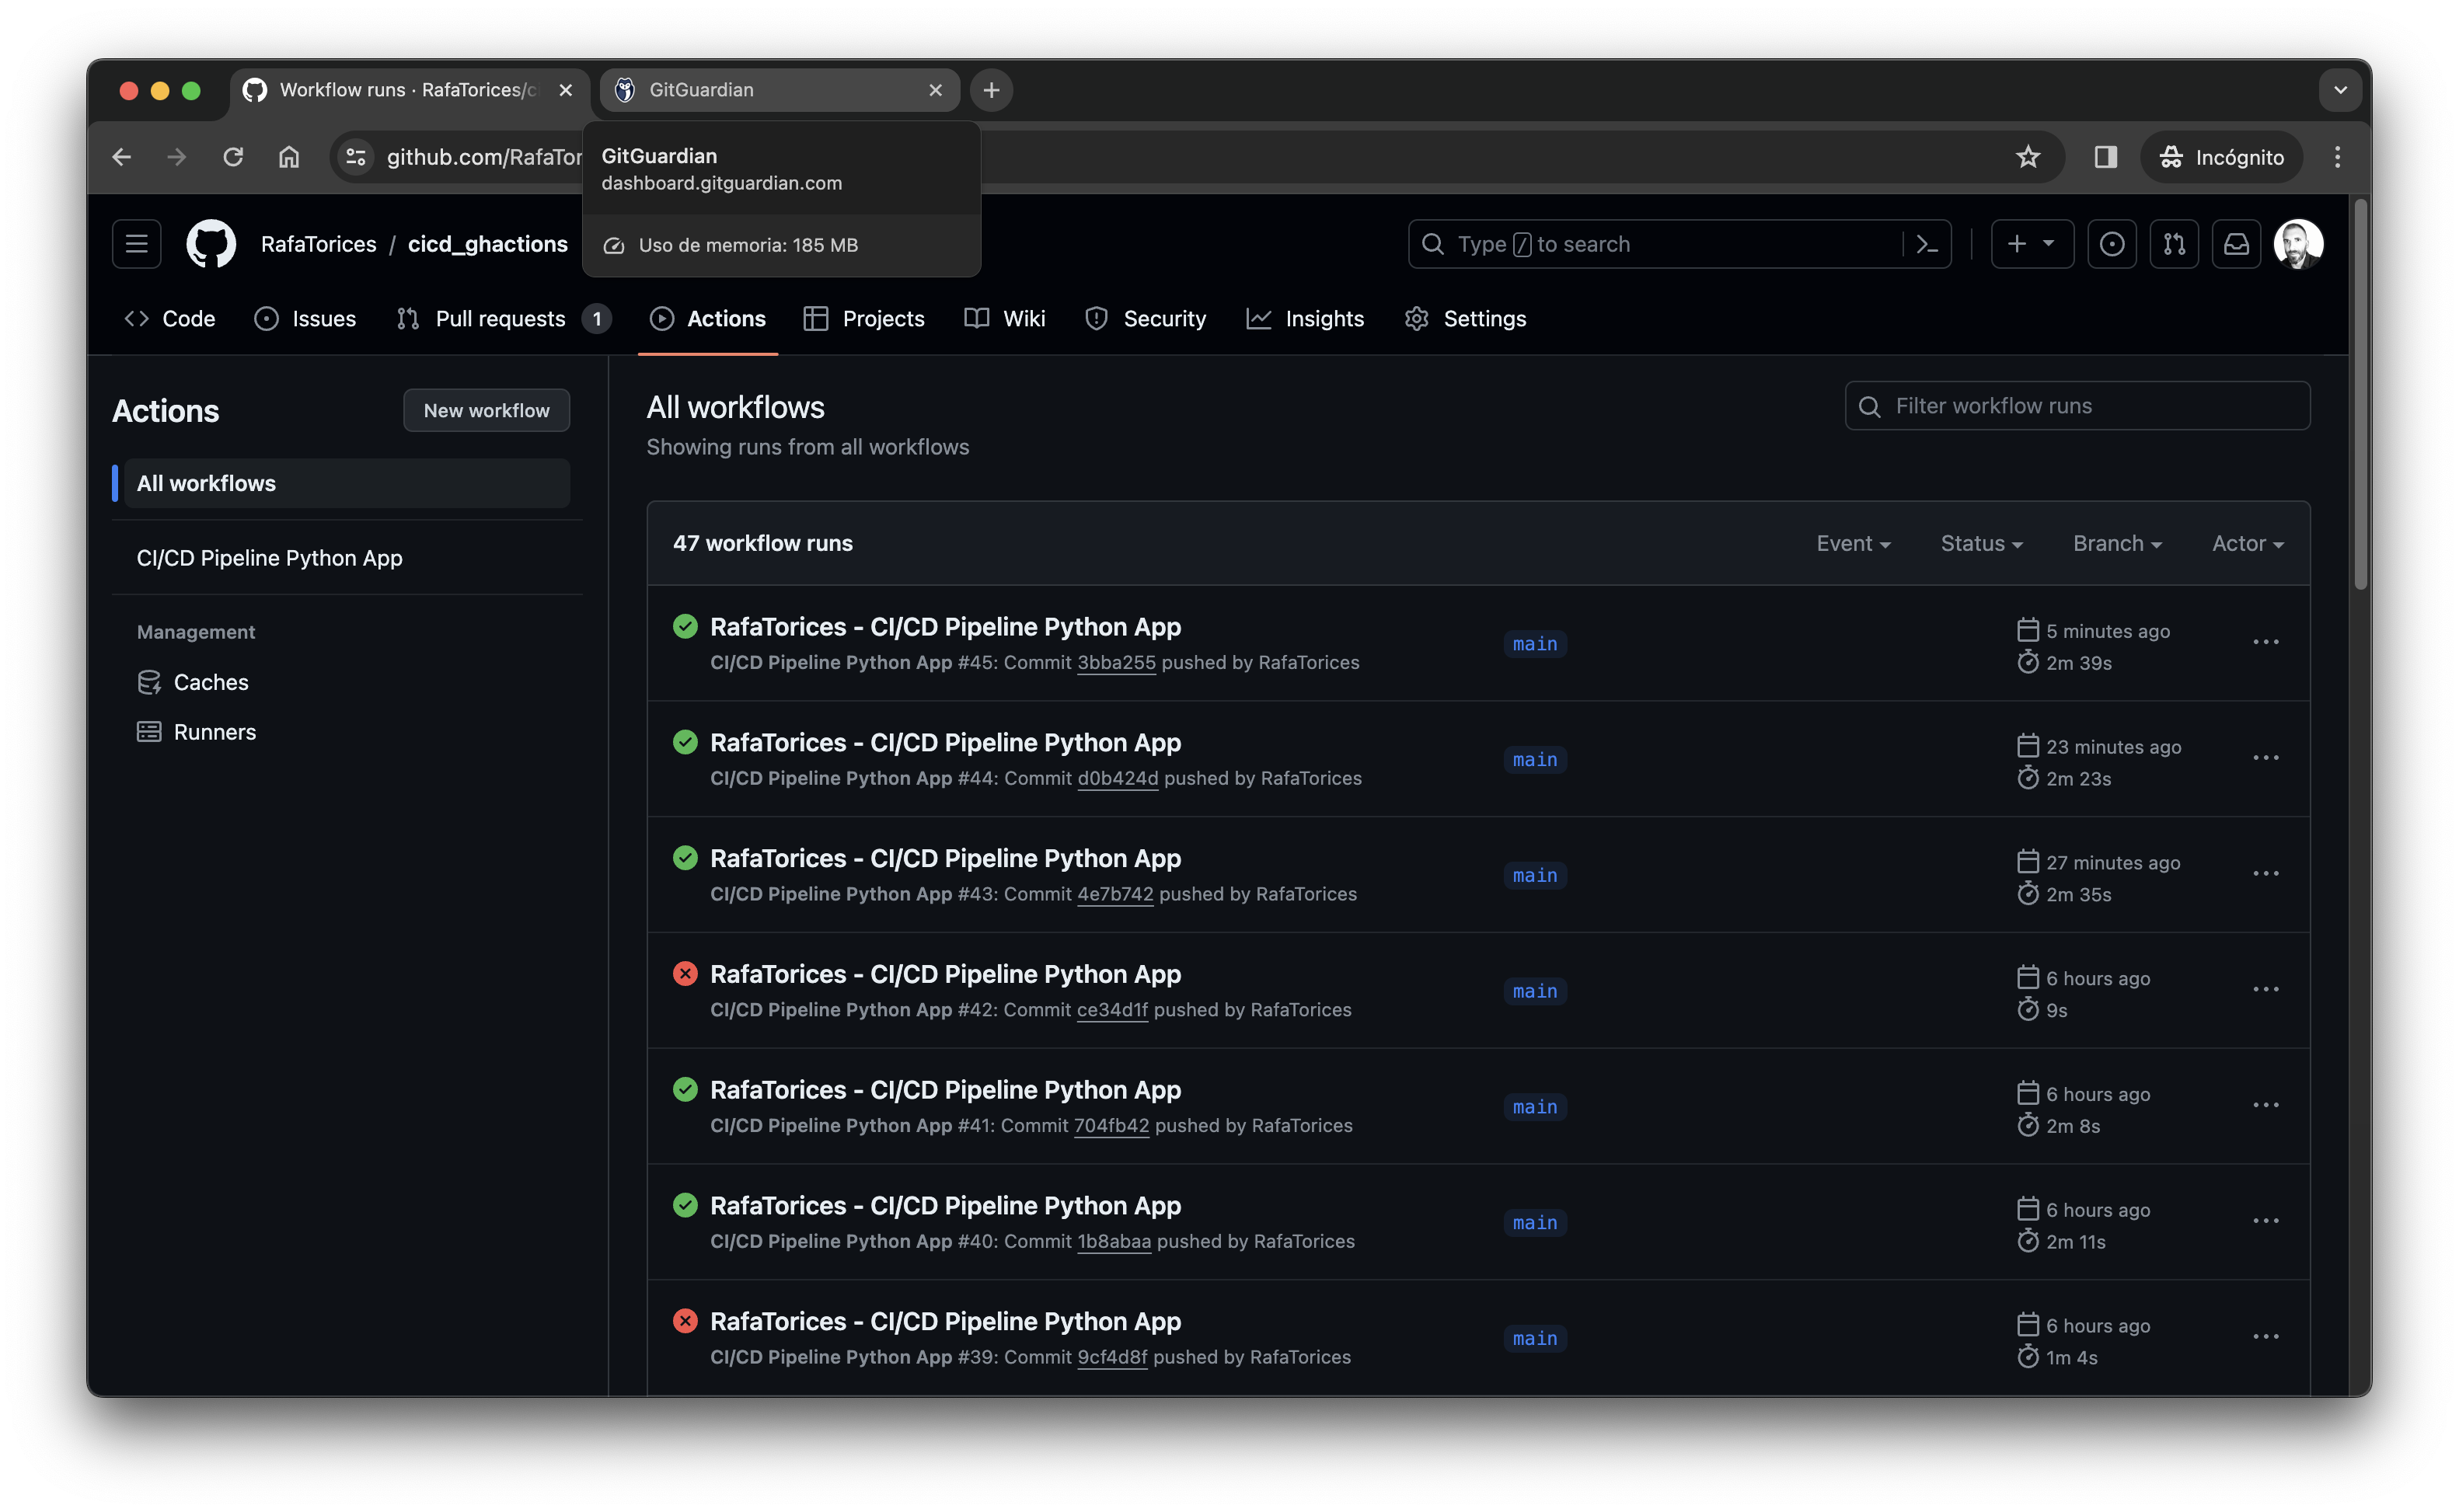 Workflow runs · RafaTorices/c
GitGuardian
github.com/RafaTor
Incógnito
GitGuardian
dashboard.gitguardian.com
Uso de memoria: 185 MB
RafaTorices / cicd_ghactions
Type / to search
Code
Issues
Pull requests 1
Actions
Projects
Wiki
Security
Insights
Settings
Actions
New workflow
All workflows
CI/CD Pipeline Python App
Management
Caches
Runners
All workflows
Showing runs from all workflows
Filter workflow runs
47 workflow runs
Event
Status
Branch
Actor
RafaTorices - CI/CD Pipeline Python App
CI/CD Pipeline Python App #45: Commit 3bba255 pushed by RafaTorices
main
5 minutes ago
2m 39s
RafaTorices - CI/CD Pipeline Python App
CI/CD Pipeline Python App #44: Commit d0b424d pushed by RafaTorices
main
23 minutes ago
2m 23s
RafaTorices - CI/CD Pipeline Python App
CI/CD Pipeline Python App #43: Commit 4e7b742 pushed by RafaTorices
main
27 minutes ago
2m 35s
RafaTorices - CI/CD Pipeline Python App
CI/CD Pipeline Python App #42: Commit ce34d1f pushed by RafaTorices
main
6 hours ago
9s
RafaTorices - CI/CD Pipeline Python App
CI/CD Pipeline Python App #41: Commit 704fb42 pushed by RafaTorices
main
6 hours ago
2m 8s
RafaTorices - CI/CD Pipeline Python App
CI/CD Pipeline Python App #40: Commit 1b8abaa pushed by RafaTorices
main
6 hours ago
2m 11s
RafaTorices - CI/CD Pipeline Python App
CI/CD Pipeline Python App #39: Commit 9cf4d8f pushed by RafaTorices
main
6 hours ago
1m 4s